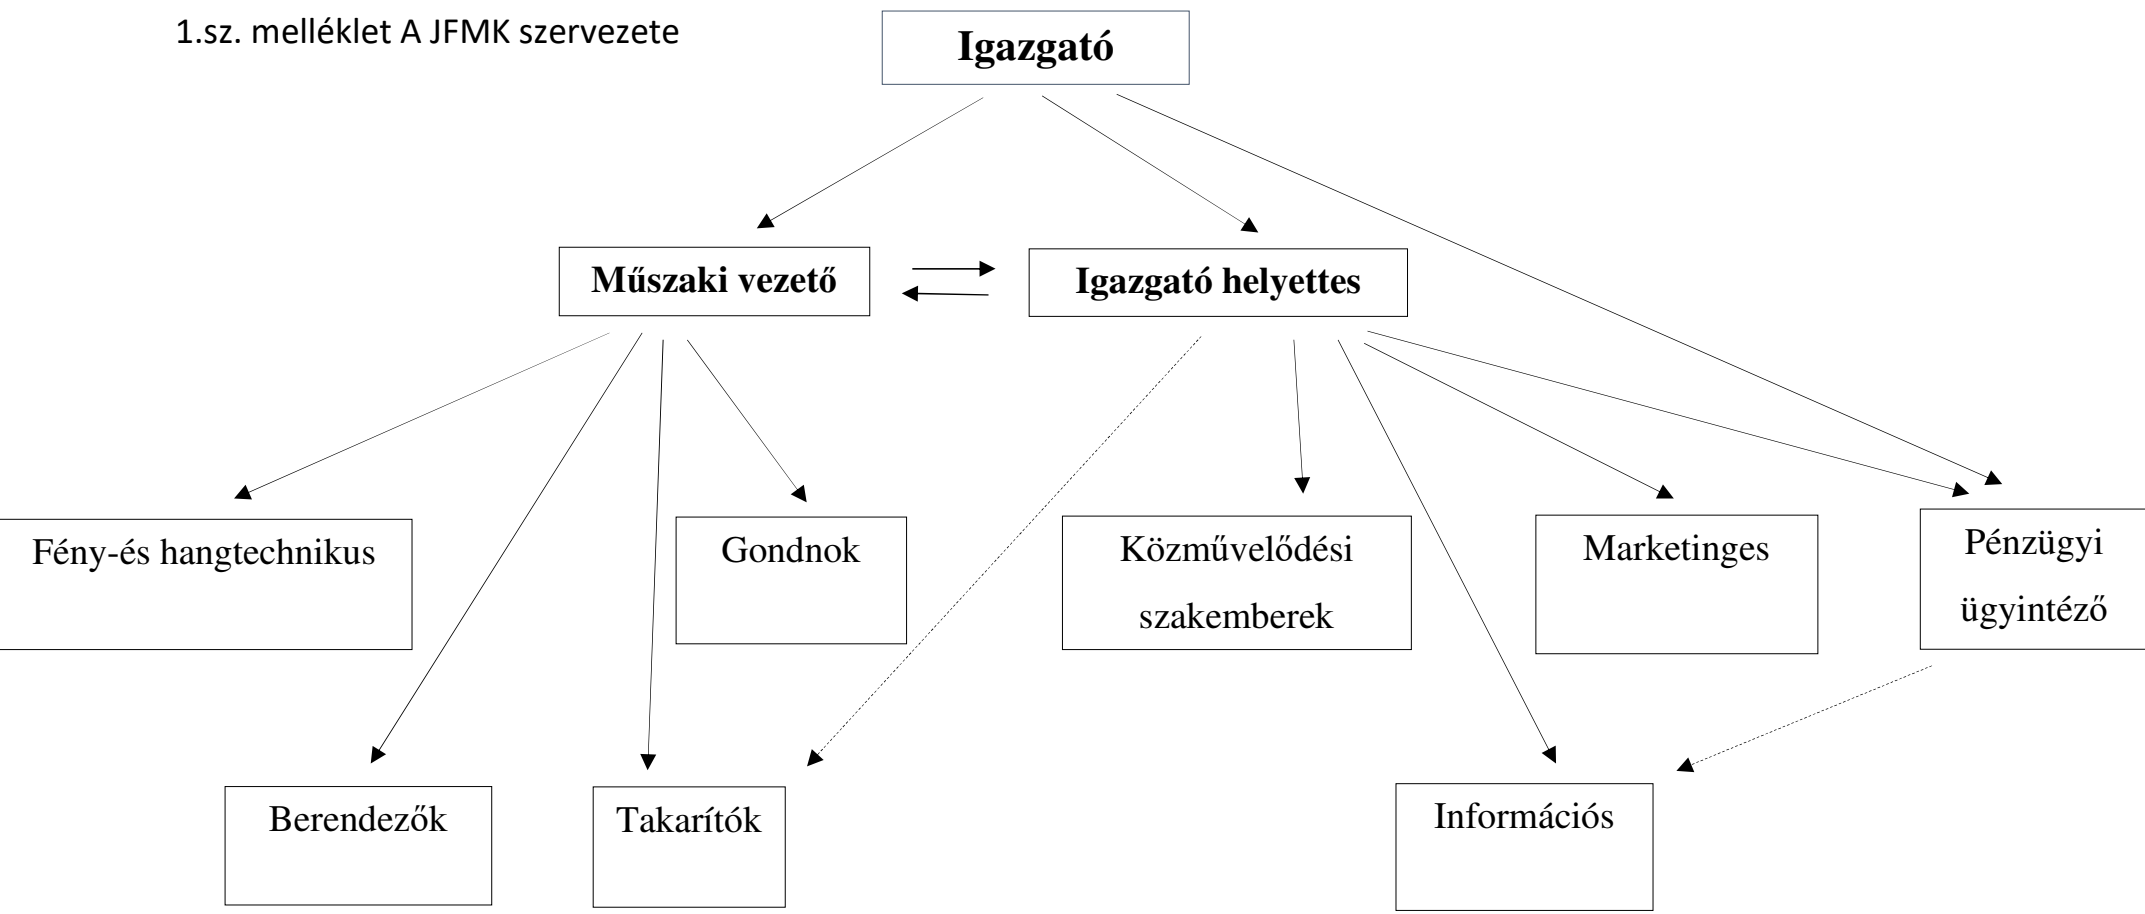 1.sz. melléklet A JFMK szervezete
Igazgató
Műszaki vezető
Igazgató helyettes
Fény-és hangtechnikus
Gondnok
Közművelődési
szakemberek
Marketinges
Pénzügyi
ügyintéző
Berendezők
Takarítók
Információs